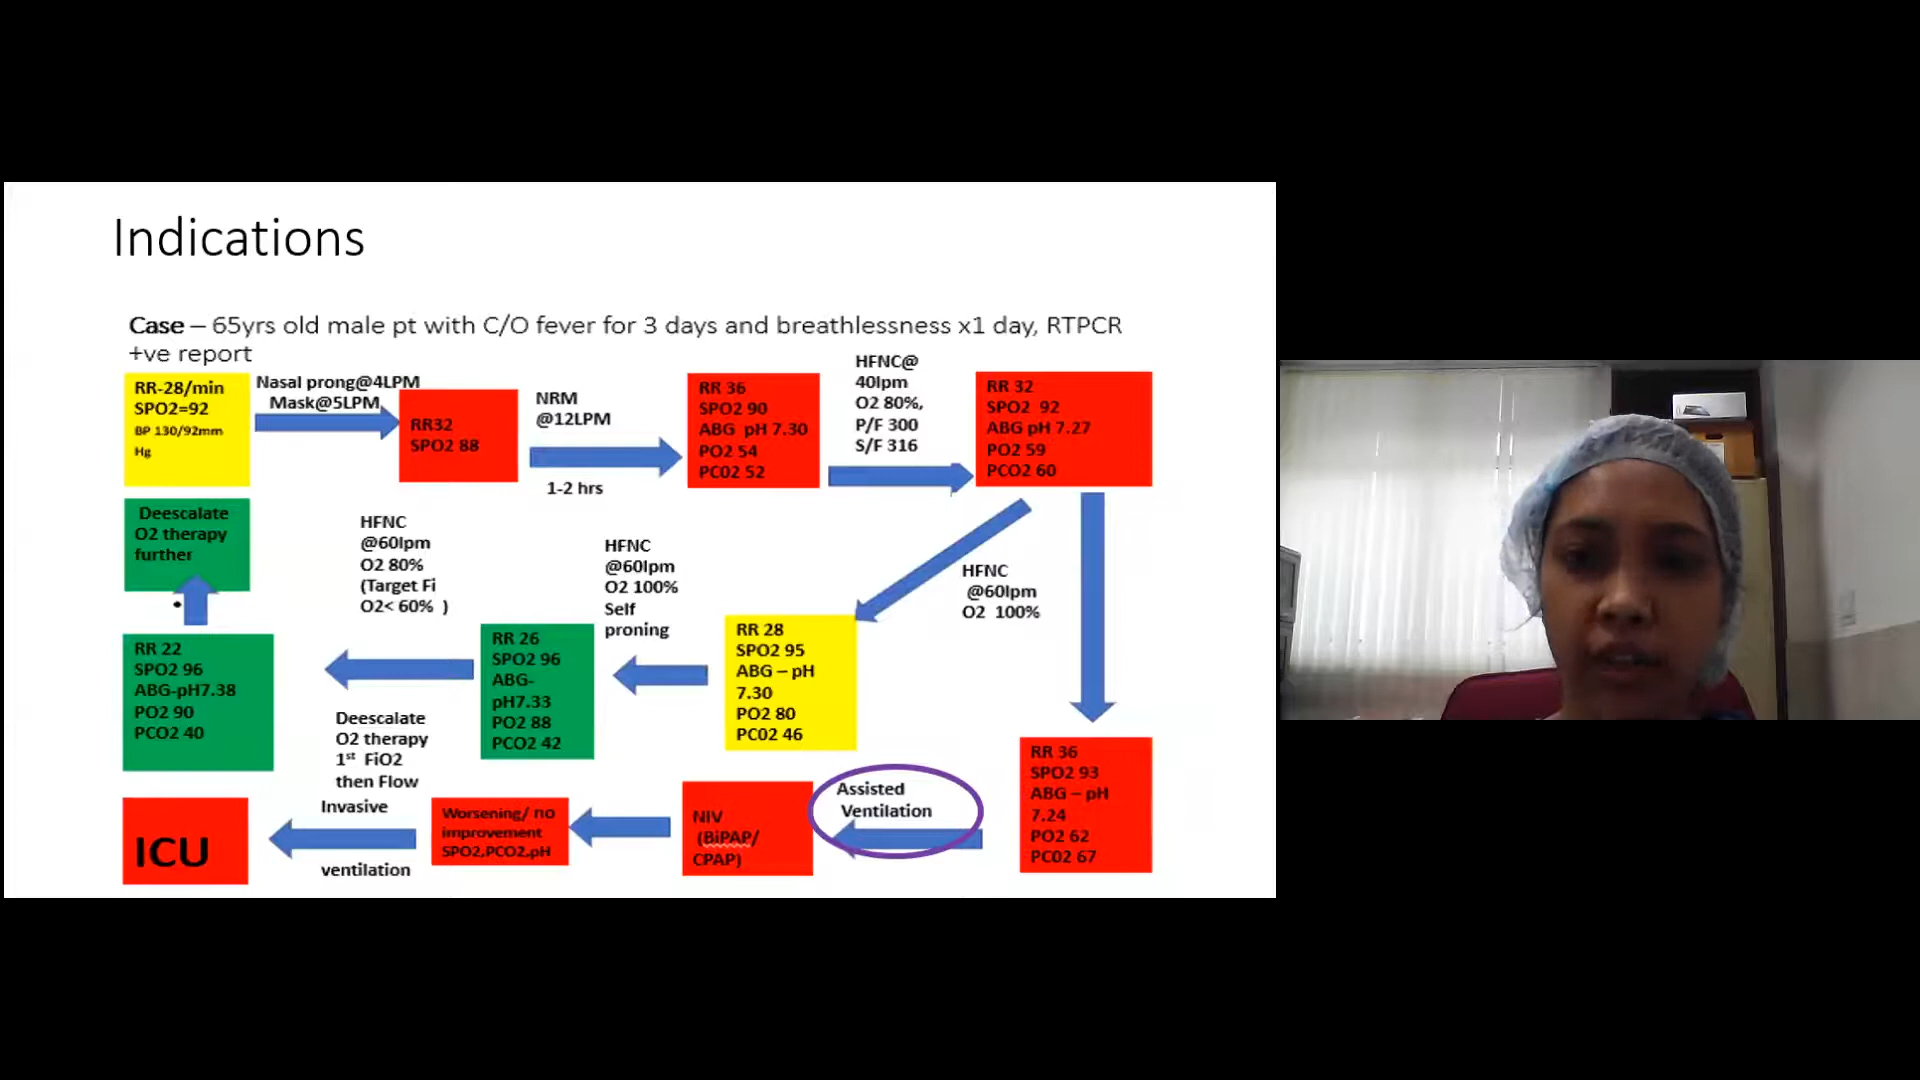 Indications
Case – 65yrs old male pt with C/O fever for 3 days and breathlessness x1 day, RTPCR
+ve report
RR-28/min
SPO2=92
BP 130/92mm
Hg
Nasal prong@4LPM
Mask@5LPM
RR32
SPO2 88
NRM
@12LPM
1-2 hrs
RR 36
SPO2 90
ABG pH 7.30
PO2 54
PC02 52
HFNC@
40lpm
O2 80%,
P/F 300
S/F 316
RR 32
SPO2 92
ABG pH 7.27
PO2 59
PCO2 60
HFNC
@60lpm
O2 100%
RR 28
SPO2 95
ABG – pH
7.30
PO2 80
PC02 46
HFNC
@60lpm
O2 100%
Self
proning
RR 26
SPO2 96
ABG-
pH7.33
PO2 88
PCO2 42
HFNC
@60lpm
O2 80%
(Target Fi
O2< 60% )
Deescalate
O2 therapy
1st FiO2
then Flow
RR 22
SPO2 96
ABG-pH7.38
PO2 90
PCO2 40
Deescalate
O2 therapy
further
RR 36
SPO2 93
ABG – pH
7.24
PO2 62
PC02 67
Assisted
Ventilation
NIV
(BiPAP/
CPAP)
Worsening/ no
improvement
SPO2,PCO2,pH
Invasive
ventilation
ICU